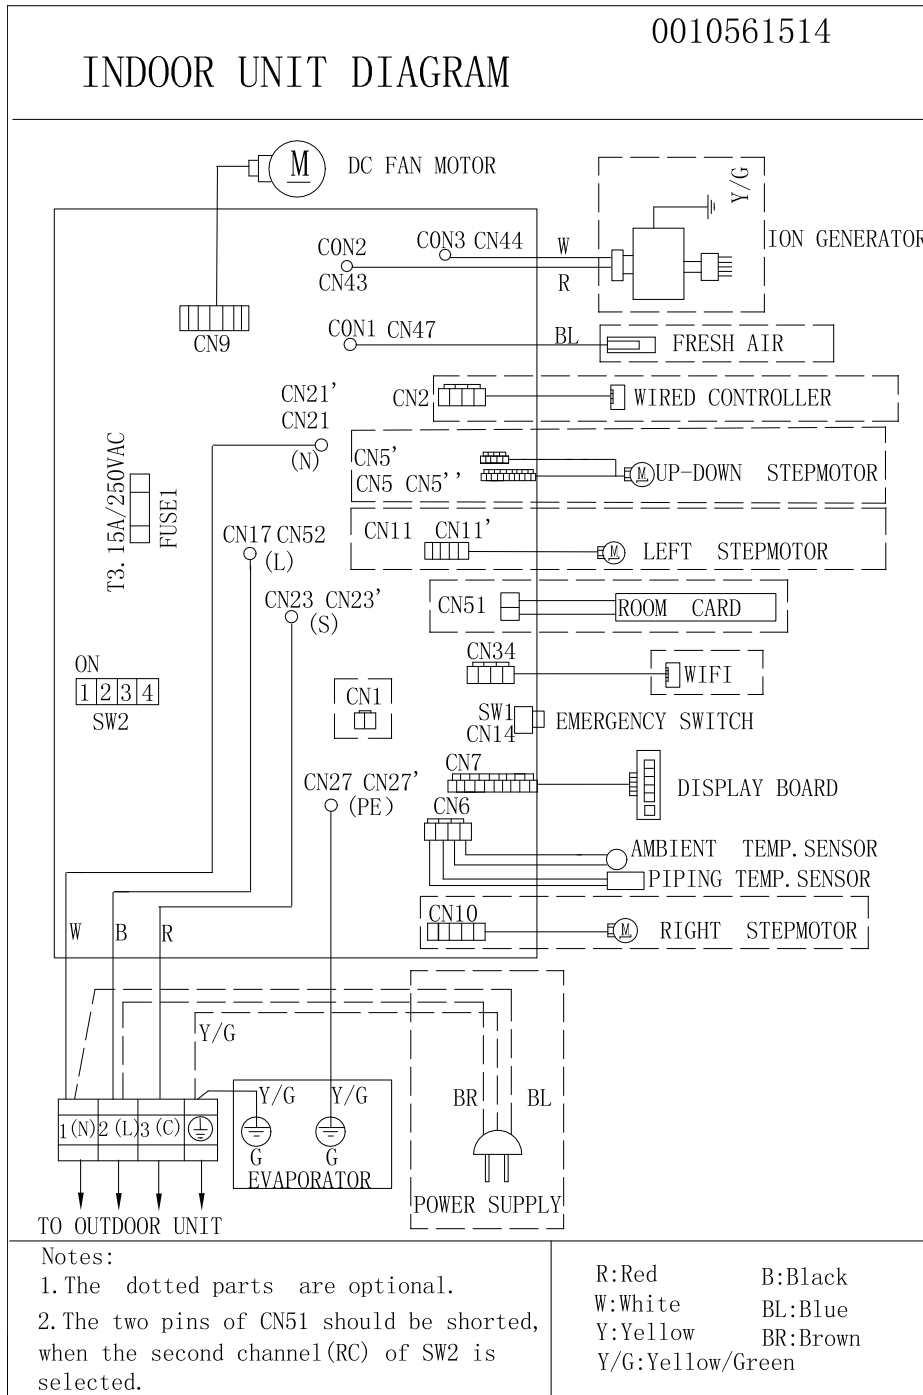 0010561514
INDOOR UNIT DIAGRAM
M
DC FAN MOTOR
Y/G
CON2
CON3 CN44
W
ION GENERATOR
CN43
R
CN9
CON1 CN47
BL
FRESH AIR
CN21'
CN2
WIRED CONTROLLER
CN21
(N)
CN5'
CN5 CN5''
M
UP-DOWN STEPMOTOR
T3.15A/250VAC
FUSE1
CN17 CN52
(L)
CN11 CN11'
M
LEFT STEPMOTOR
CN23 CN23'
(S)
CN51
ROOM CARD
ON
1 2 3 4
SW2
CN1
CN34
WIFI
SW1
CN14
EMERGENCY SWITCH
CN7
DISPLAY BOARD
CN27 CN27'
(PE)
CN6
AMBIENT TEMP.SENSOR
PIPING TEMP.SENSOR
CN10
M
RIGHT STEPMOTOR
W
B
R
Y/G
Y/G
Y/G
BR
BL
1(N) 2(L) 3(C)
G
G
EVAPORATOR
POWER SUPPLY
TO OUTDOOR UNIT
Notes:
1.The dotted parts are optional.
2.The two pins of CN51 should be shorted,
when the second channel(RC) of SW2 is
selected.
R:Red B:Black
W:White BL:Blue
Y:Yellow BR:Brown
Y/G:Yellow/Green